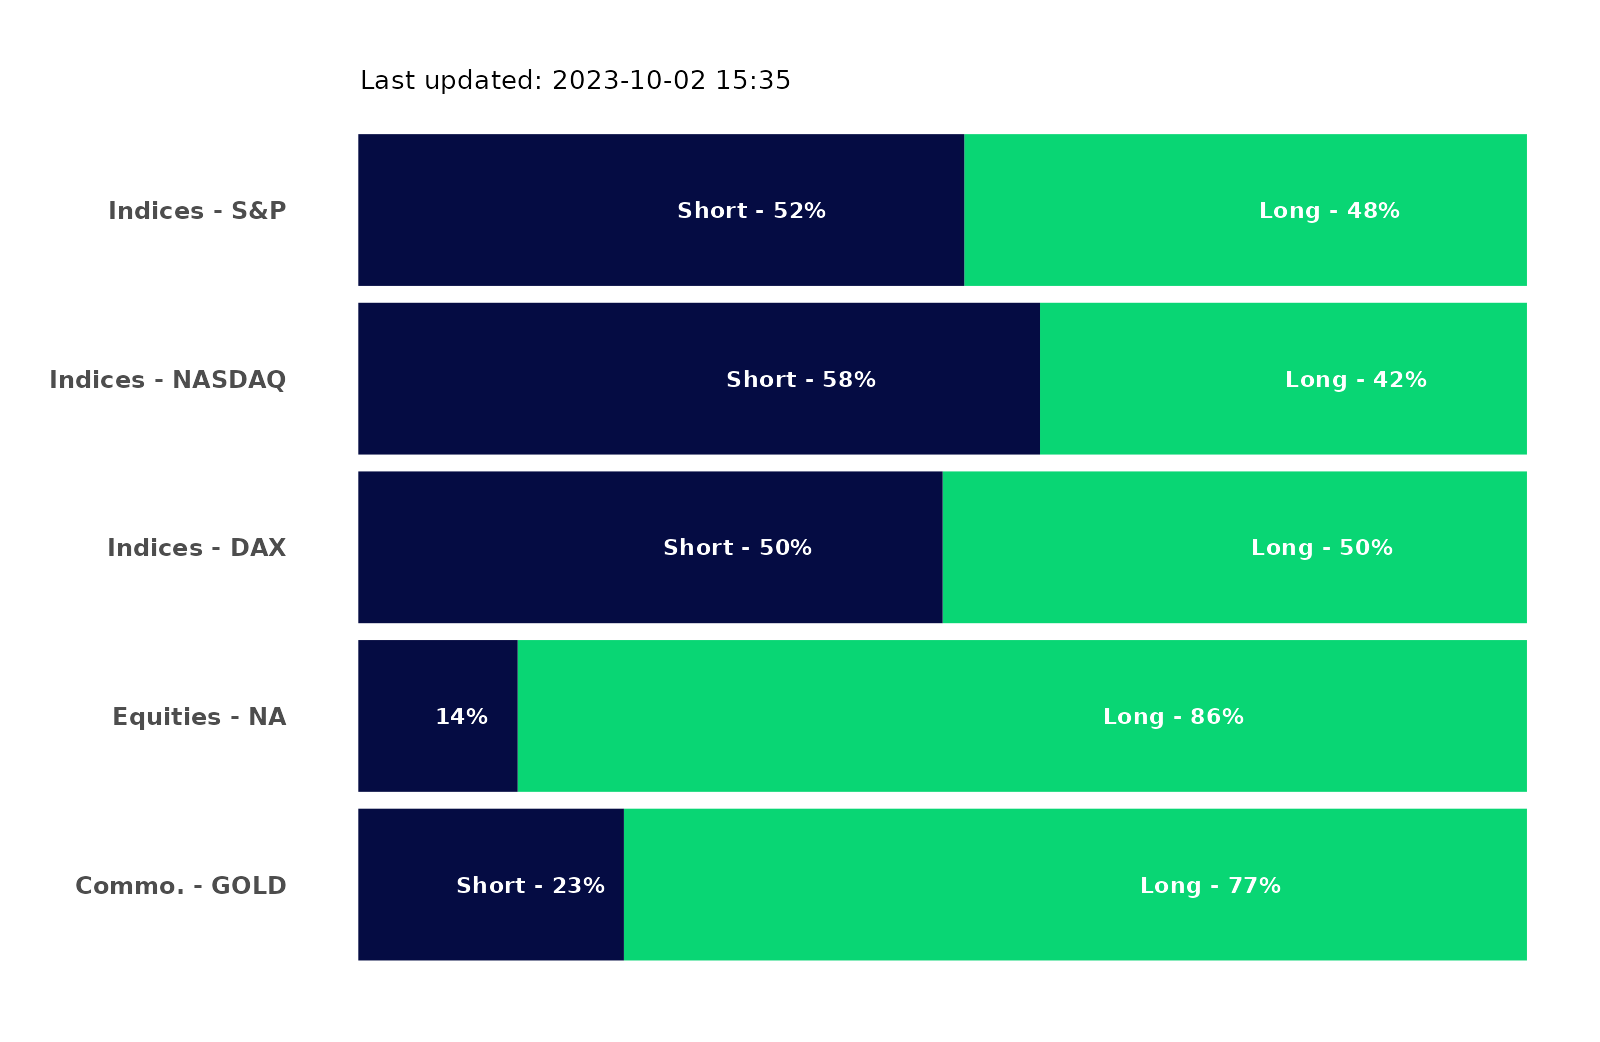 Last updated: 2023-10-02 15:35
Indices - S&P Short - 52% Long - 48%
Indices - NASDAQ Short - 58% Long - 42%
Indices - DAX Short - 50% Long - 50%
Equities - NA 14% Long - 86%
Commo. - GOLD Short - 23% Long - 77%